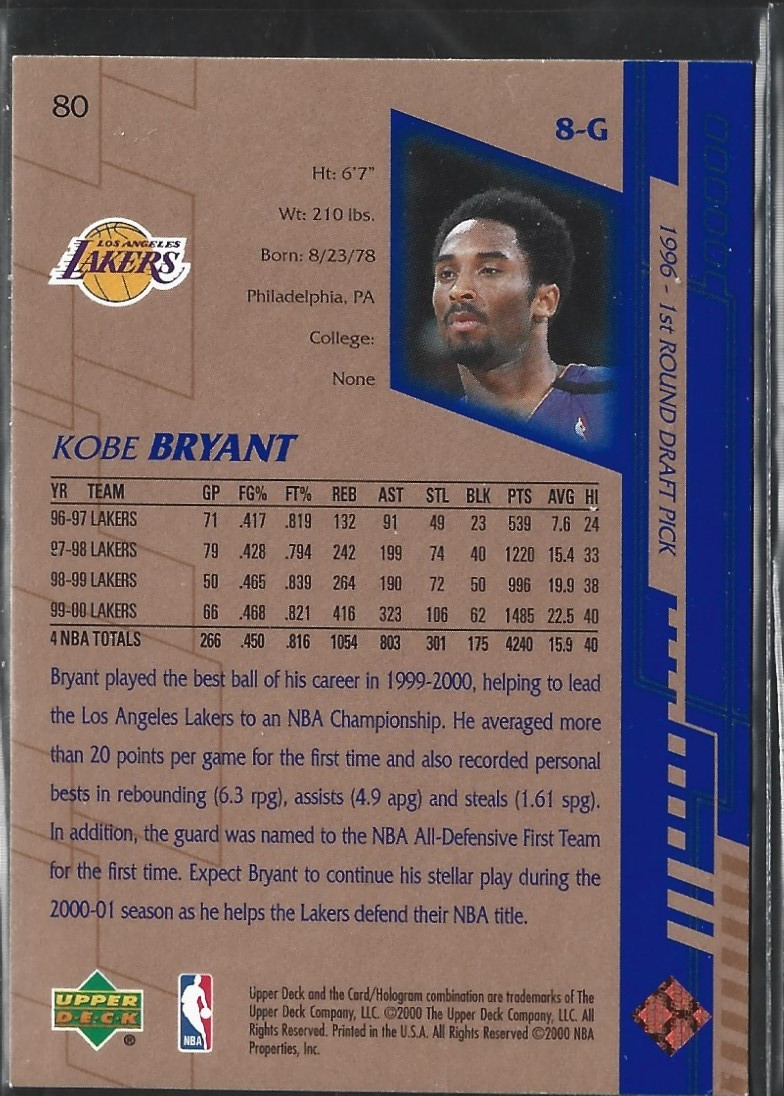 80
8-G
Ht: 6'7"
Wt: 210 lbs.
LOS ANGELES
LAKERS
Born: 8/23/78
Philadelphia, PA
College:
None
1996 - 1st ROUND DRAFT PICK
KOBE BRYANT
YR TEAM GP FG% FT% REB AST STL BLK PTS AVG HI
96-97 LAKERS 71 .417 .819 132 91 49 23 539 7.6 24
97-98 LAKERS 79 .428 .794 242 199 74 40 1220 15.4 33
98-99 LAKERS 50 .465 .839 264 190 72 50 996 19.9 38
99-00 LAKERS 66 .468 .821 416 323 106 62 1485 22.5 40
4 NBA TOTALS 266 .450 .816 1054 803 301 175 4240 15.9 40
Bryant played the best ball of his career in 1999-2000, helping to lead
the Los Angeles Lakers to an NBA Championship. He averaged more
than 20 points per game for the first time and also recorded personal
bests in rebounding (6.3 rpg), assists (4.9 apg) and steals (1.61 spg).
In addition, the guard was named to the NBA All-Defensive First Team
for the first time. Expect Bryant to continue his stellar play during the
2000-01 season as he helps the Lakers defend their NBA title.
UPPER
D·E·C·K
®
NBA
Upper Deck and the Card/Hologram combination are trademarks of The
Upper Deck Company, LLC. ©2000 The Upper Deck Company, LLC. All
Rights Reserved. Printed in the U.S.A. All Rights Reserved ©2000 NBA
Properties, Inc.